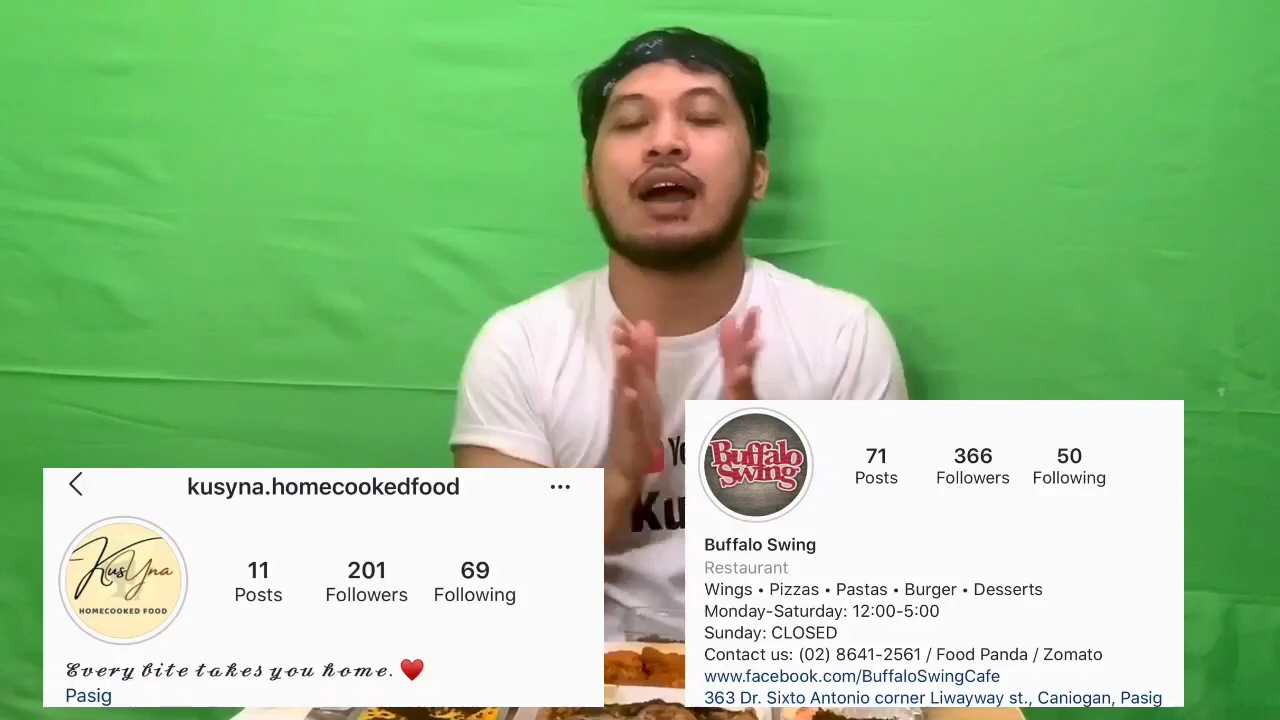 kusyna.homecookedfood
KusYna
HOMECOOKED FOOD
11
201
69
Posts
Followers
Following
Every bite takes you home. ♥️
Pasig
Buffalo
Swing
71
366
50
Posts
Followers
Following
Buffalo Swing
Restaurant
Wings • Pizzas • Pastas • Burger • Desserts
Monday-Saturday: 12:00-5:00
Sunday: CLOSED
Contact us: (02) 8641-2561 / Food Panda / Zomato
www.facebook.com/BuffaloSwingCafe
363 Dr. Sixto Antonio corner Liwayway st., Caniogan, Pasig